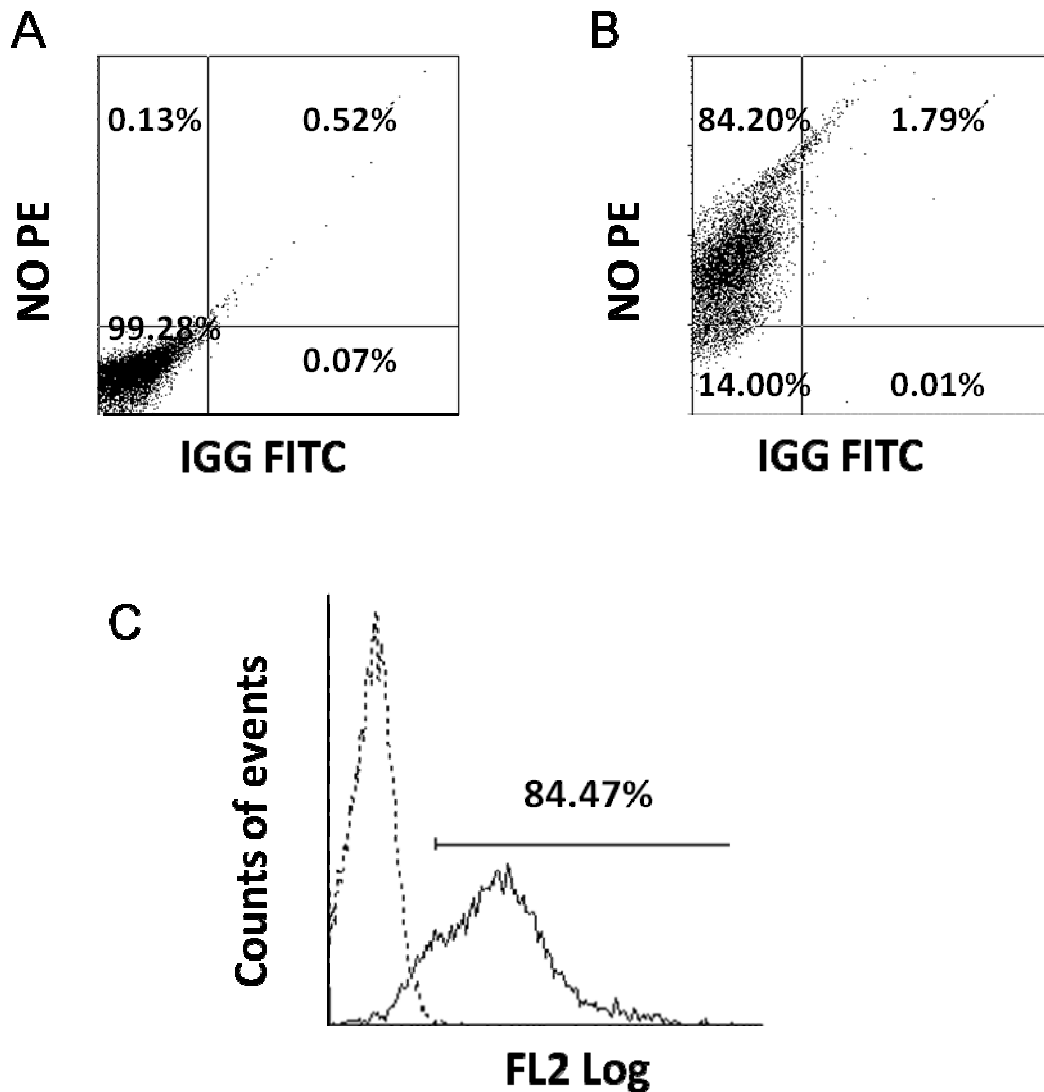 A
0.13%
0.52%
99.28%
0.07%
NO PE
IGG FITC
B
84.20%
1.79%
14.00%
0.01%
NO PE
IGG FITC
C
84.47%
Counts of events
FL2 Log